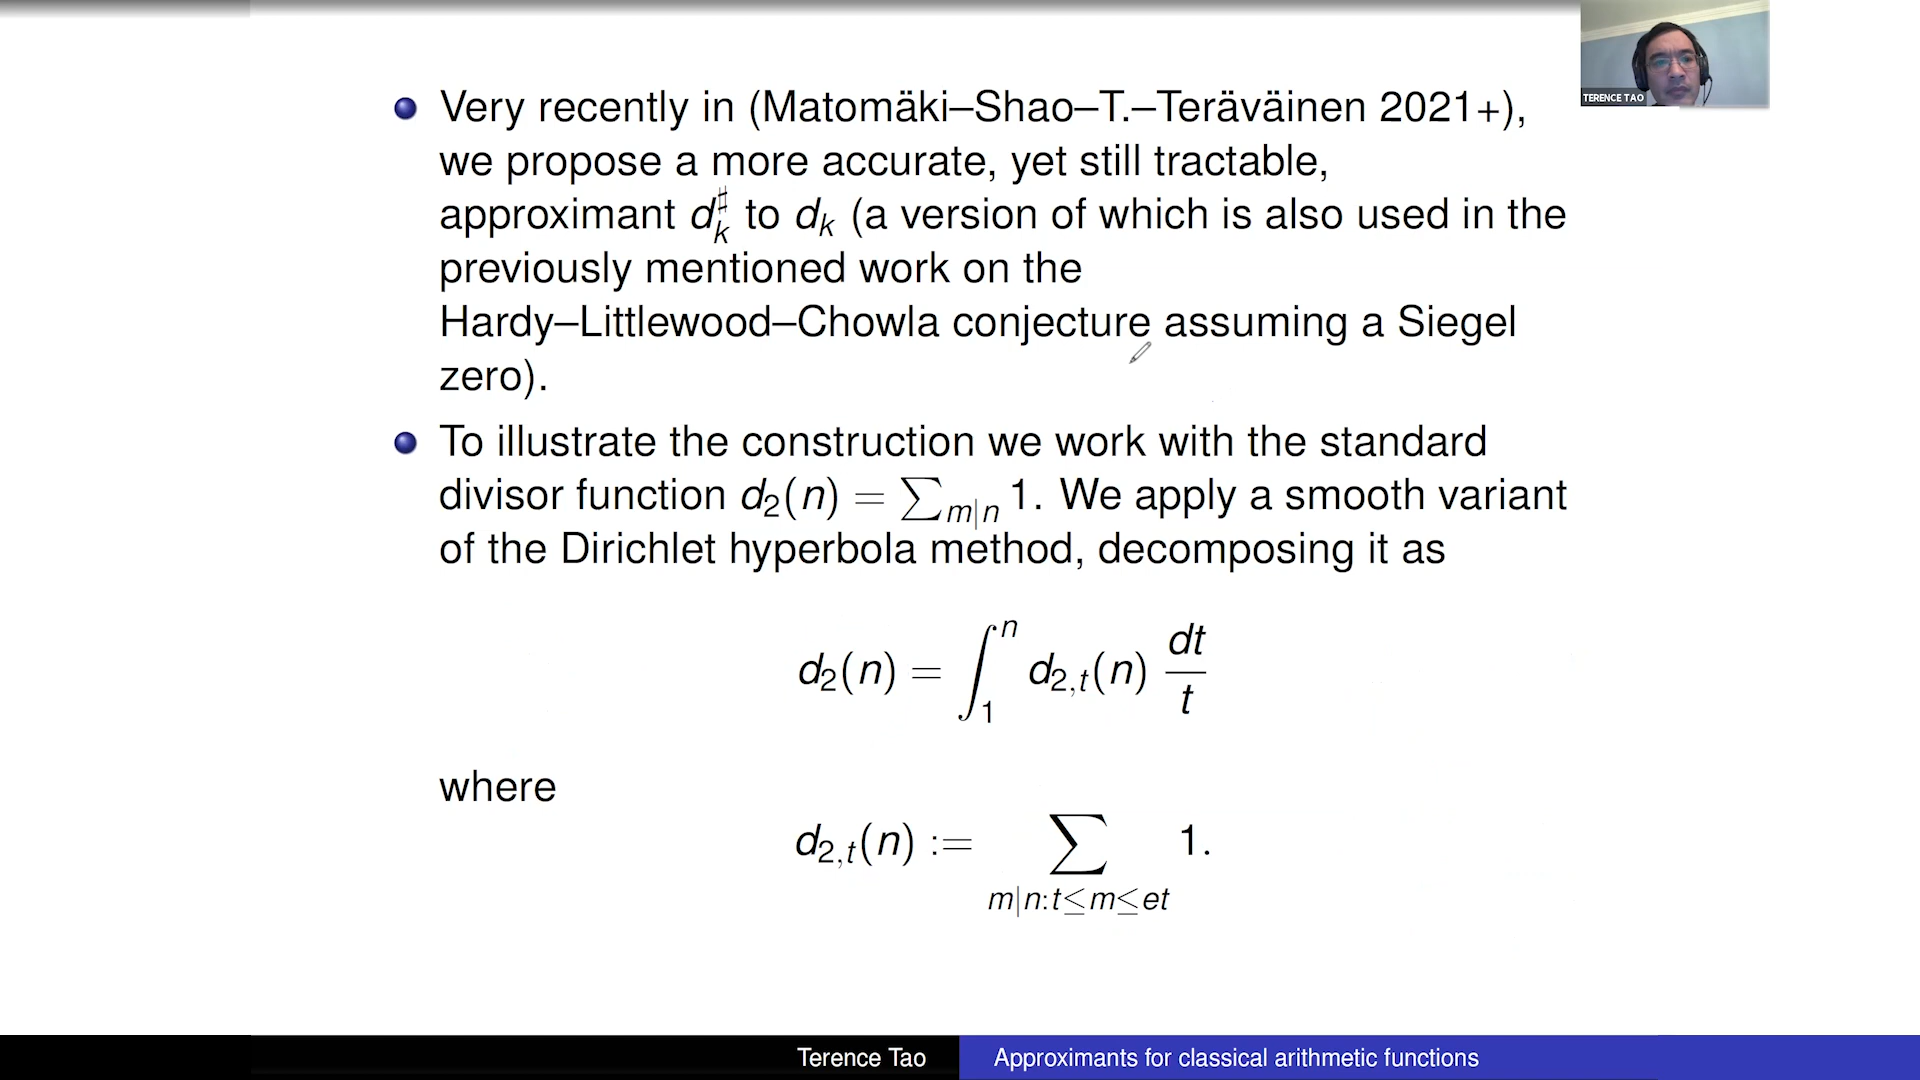 TERENCE TAO
Very recently in (Matomäki–Shao–T.–Teräväinen 2021+),
we propose a more accurate, yet still tractable,
approximant d_k^♯ to d_k (a version of which is also used in the
previously mentioned work on the
Hardy–Littlewood–Chowla conjecture assuming a Siegel
zero).
To illustrate the construction we work with the standard
divisor function d₂(n) = ∑_{m|n} 1. We apply a smooth variant
of the Dirichlet hyperbola method, decomposing it as
d₂(n) = ∫_1^n d_{2,t}(n) dt/t
where
d_{2,t}(n) := ∑_{m|n:t≤m≤et} 1.
Terence Tao
Approximants for classical arithmetic functions